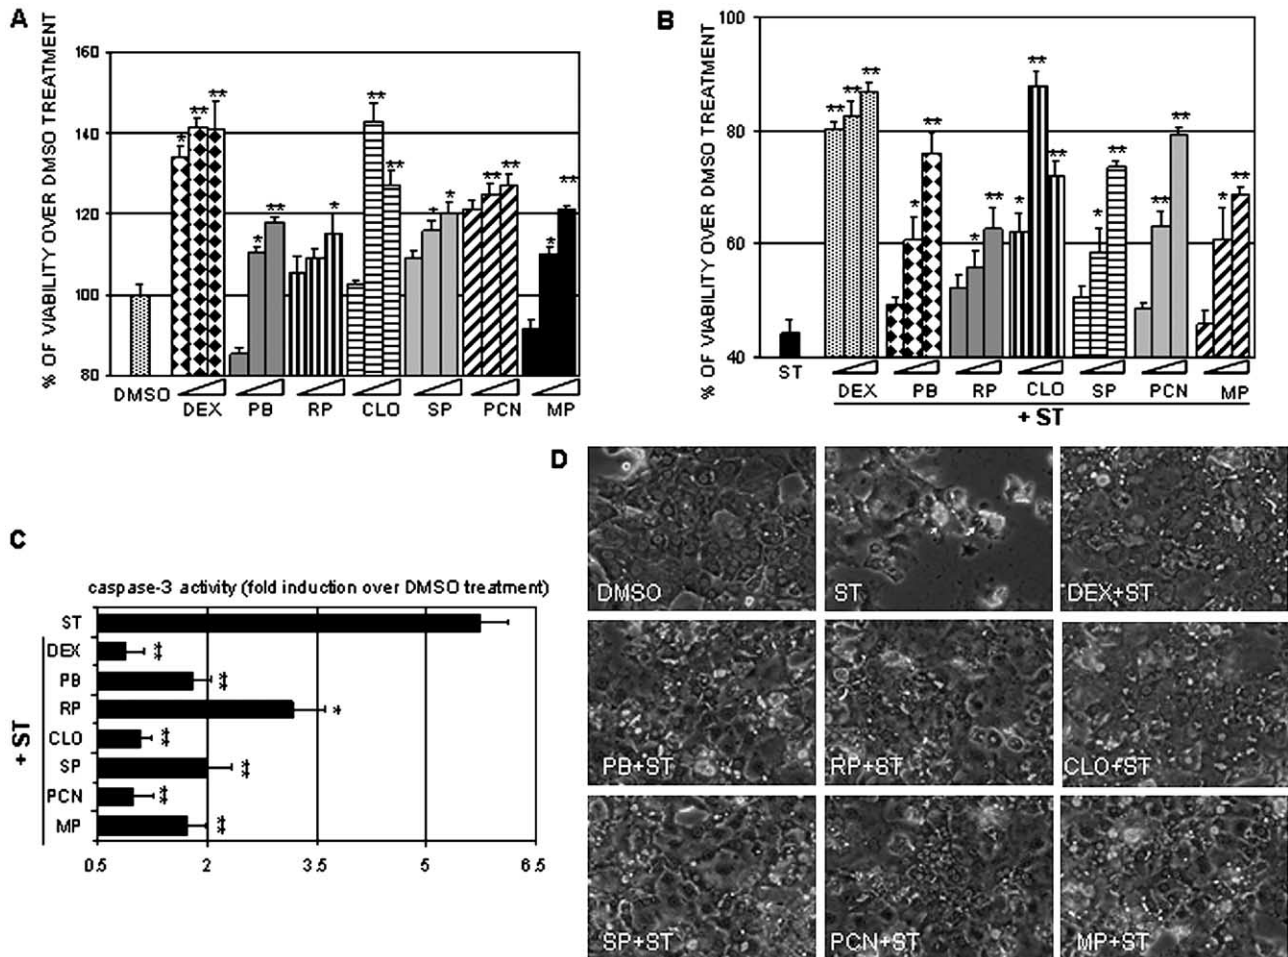 A
% OF VIABILITY OVER DMSO TREATMENT
160
140
120
100
80
* ** ** * ** * ** ** * * ** ** * **
DMSO DEX PB RP CLO SP PCN MP
B
% OF VIABILITY OVER DMSO TREATMENT
100
80
60
40
** ** ** * ** * ** * ** ** * ** ** ** * **
ST DEX PB RP CLO SP PCN MP
+ ST
C
caspase-3 activity (fold induction over DMSO treatment)
ST
DEX **
PB **
RP *
CLO **
SP **
PCN **
MP **
+ ST
0.5 2 3.5 5 6.5
D
DMSO ST DEX+ST
PB+ST RP+ST CLO+ST
SP+ST PCN+ST MP+ST